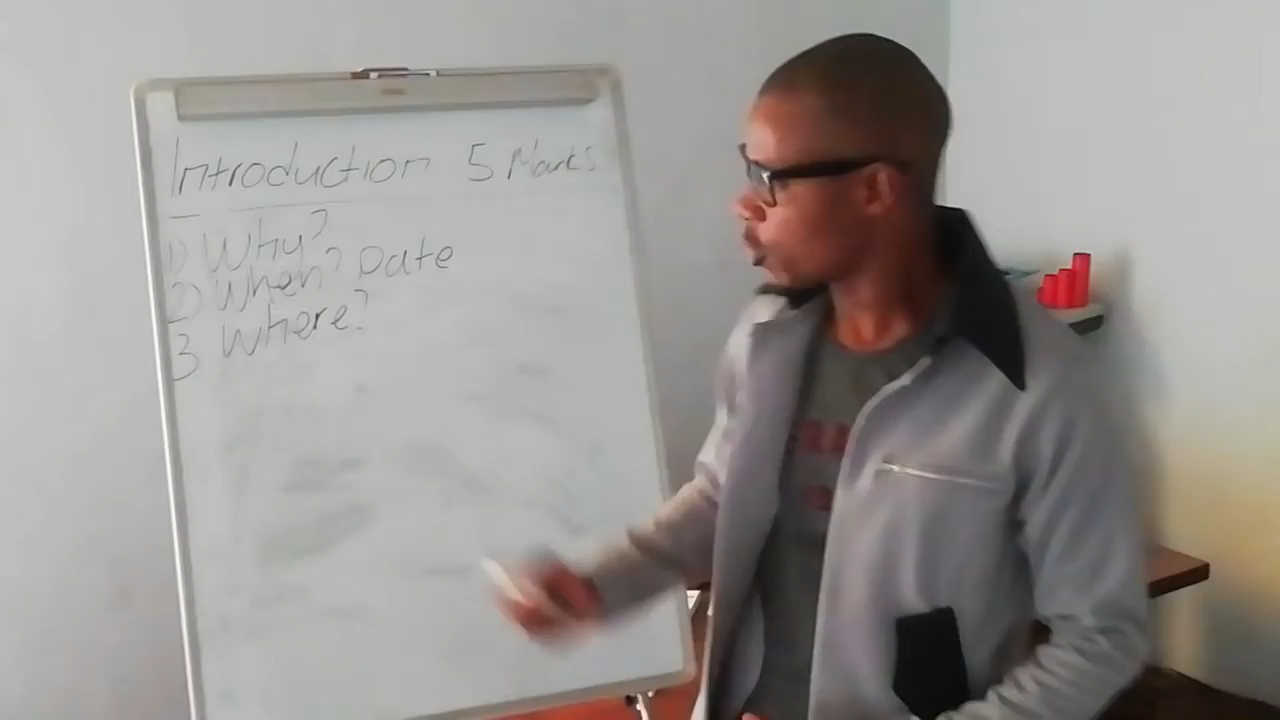 Introduction 5 Marks
1) Why?
2) When? Date
3 Where?